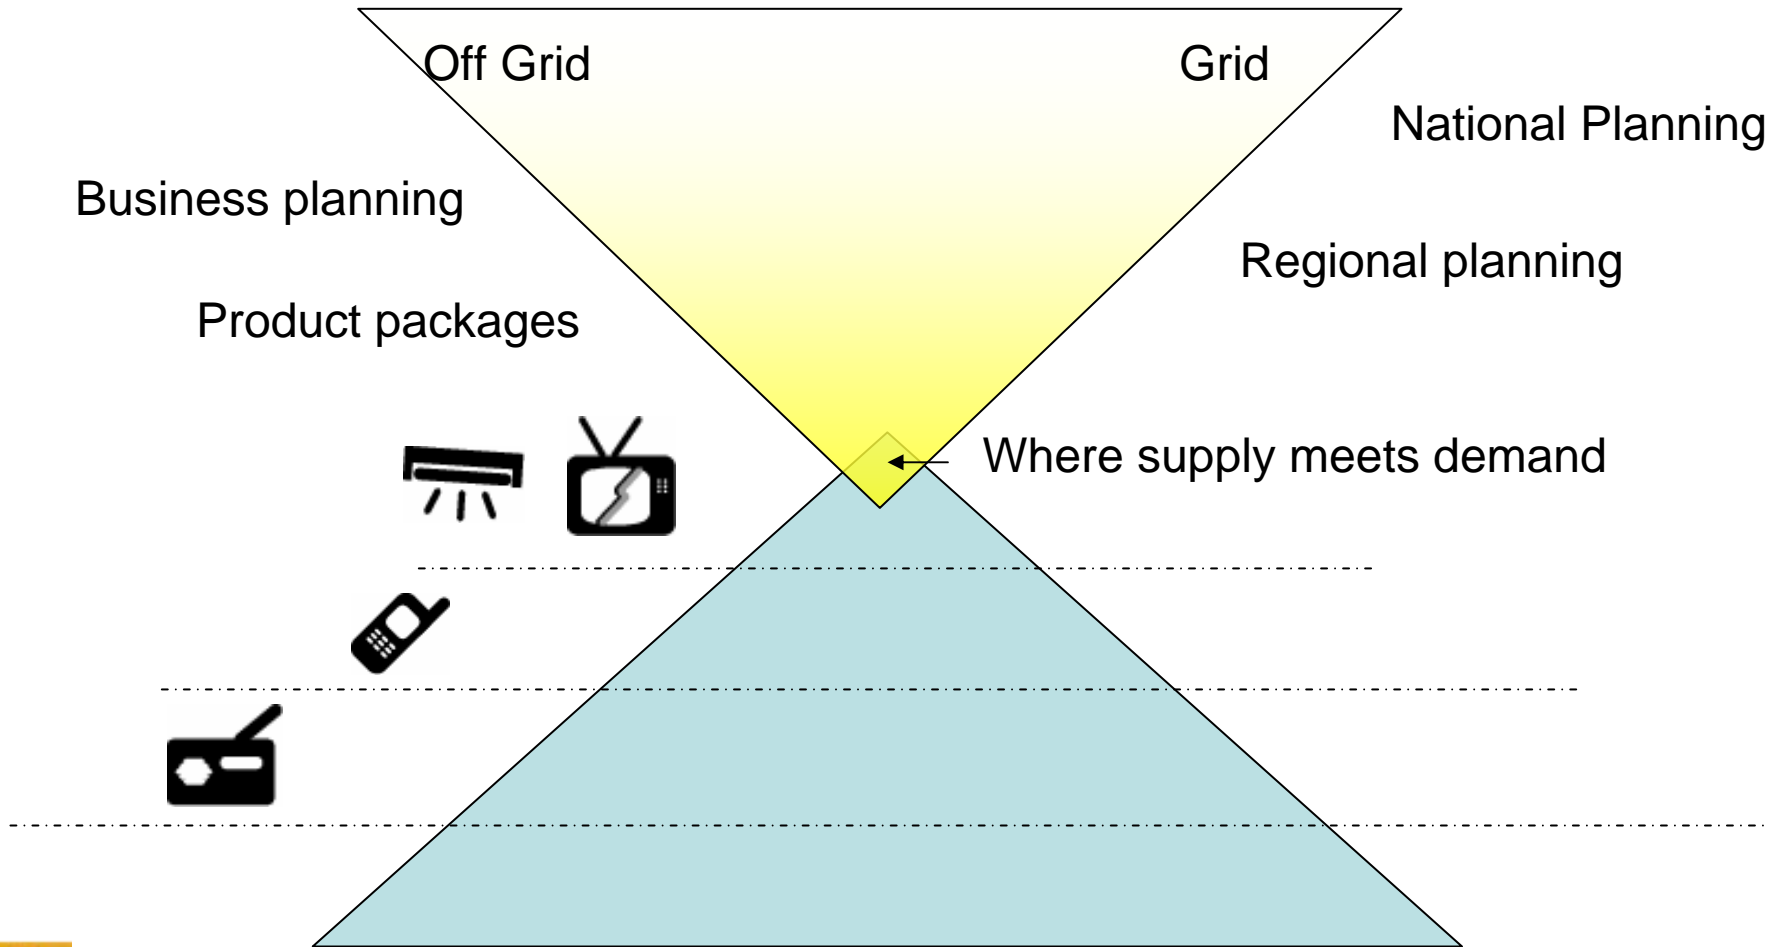 Off Grid
Grid
National Planning
Business planning
Regional planning
Product packages
Where supply meets demand